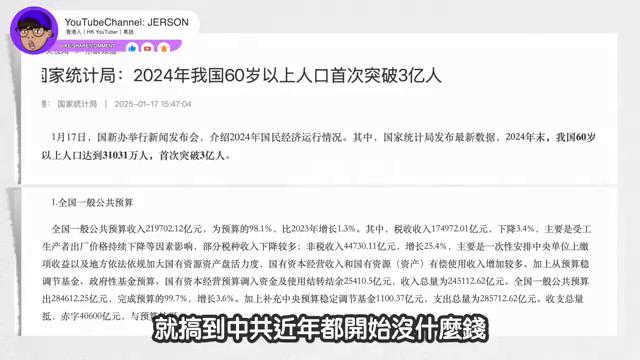 YouTubeChannel: JERSON
香港人 | HK YouTuber | 粵語
LIKE/SHARE/COMMENT
国家统计局：2024年我国60岁以上人口首次突破3亿人
国家统计局 | 2025-01-17 15:47:04
1月17日，国新办举行新闻发布会，介绍2024年国民经济运行情况。其中，国家统计局发布最新数据，2024年末，我国60岁
以上人口达到31031万人，首次突破3亿人。
1.全国一般公共预算
全国一般公共预算收入219702.12亿元，为预算的98.1%，比2023年增长1.3%。其中，税收收入174972.01亿元，下降3.4%，主要是受工
生产者出厂价格持续下降等因素影响，部分税种收入下降较多；非税收入44730.11亿元，增长25.4%，主要是一次性安排中央单位上缴
项收益以及地方依法依规加大国有资源资产盘活力度，国有资本经营收入和国有资源（资产）有偿使用收入增加较多。加上从预算稳
调节基金、政府性基金预算、国有资本经营预算调入资金及使用结转结余25410.5亿元，收入总量为245112.62亿元。全国一般公共预算
出284612.25亿元，完成预算的99.7%，增长3.6%。加上补充中央预算稳定调节基金1100.37亿元，支出总量为285712.62亿元。收支总量
抵，赤字40600亿元，与预算
就搞到中共近年都開始沒什麼錢